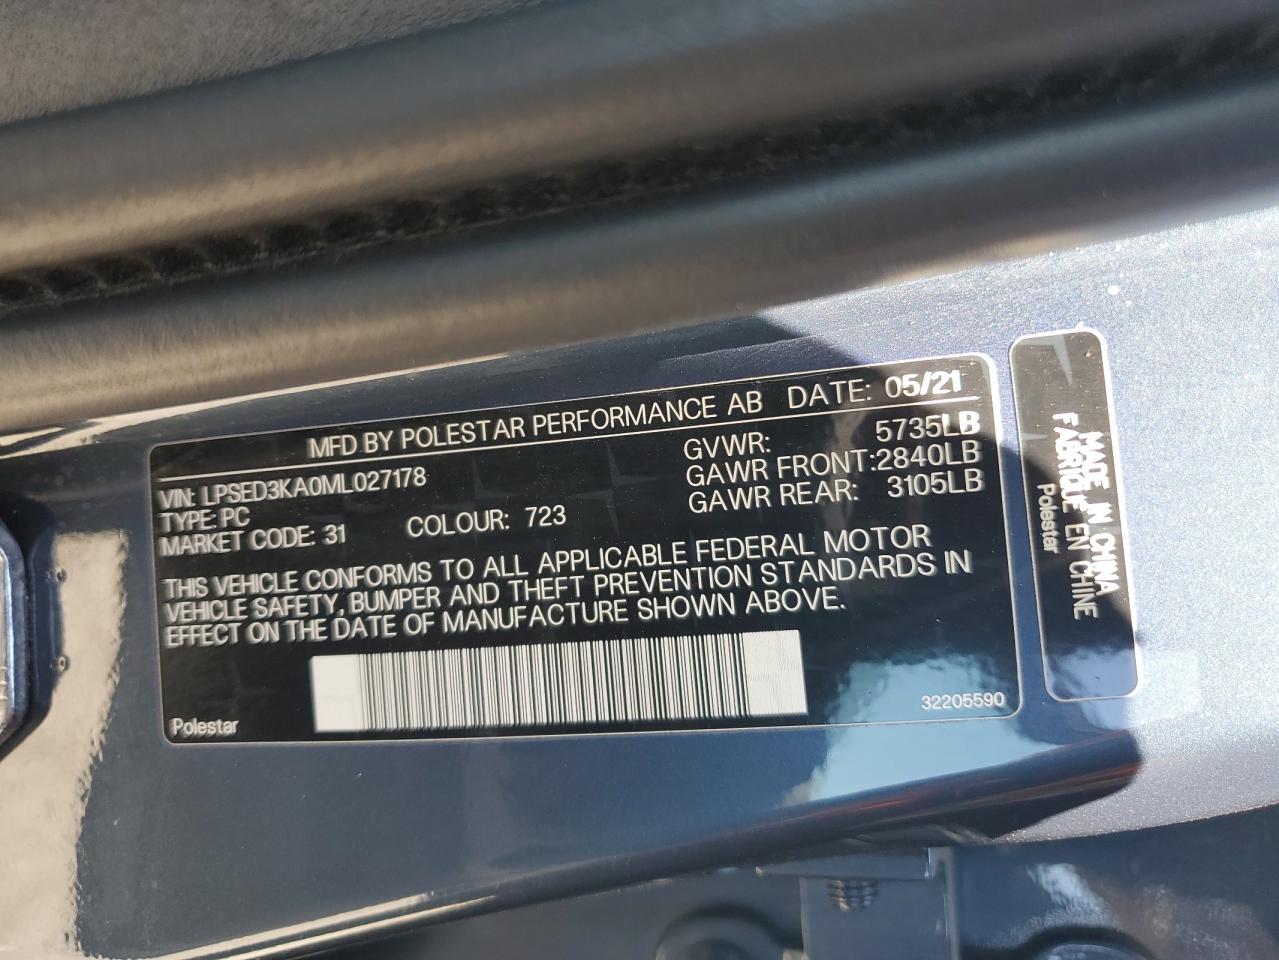 MFD BY POLESTAR PERFORMANCE AB DATE: 05/21
VIN: LPSED3KA0ML027178
TYPE: PC
MARKET CODE: 31 COLOUR: 723
GVWR: 5735LB
GAWR FRONT: 2840LB
GAWR REAR: 3105LB
THIS VEHICLE CONFORMS TO ALL APPLICABLE FEDERAL MOTOR
VEHICLE SAFETY, BUMPER AND THEFT PREVENTION STANDARDS IN
EFFECT ON THE DATE OF MANUFACTURE SHOWN ABOVE.
Polestar
32205590
MADE IN CHINA
FABRIQUE EN CHINE
Polestar